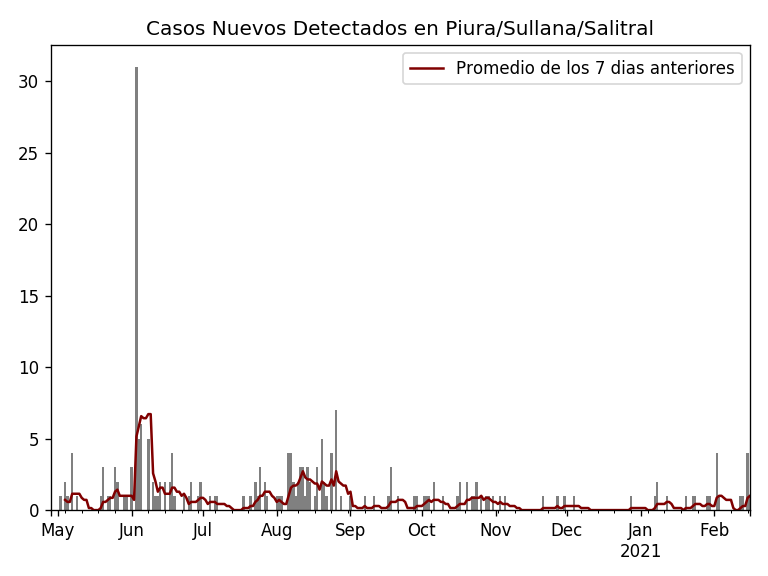 Casos Nuevos Detectados en Piura/Sullana/Salitral
Promedio de los 7 dias anteriores
30
25
20
15
10
5
0
May Jun Jul Aug Sep Oct Nov Dec Jan Feb
2021